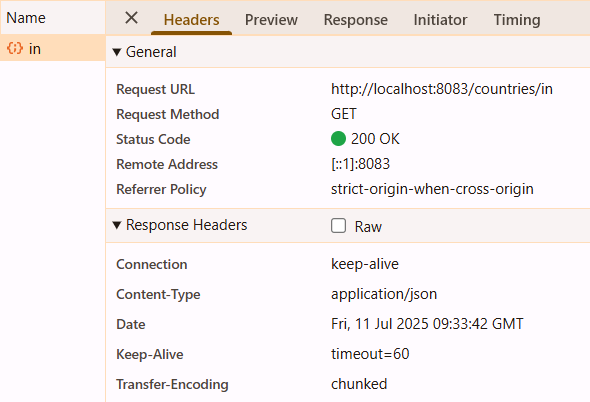 Name
in
Headers Preview Response Initiator Timing
General
Request URL http://localhost:8083/countries/in
Request Method GET
Status Code 200 OK
Remote Address [::1]:8083
Referrer Policy strict-origin-when-cross-origin
Response Headers Raw
Connection keep-alive
Content-Type application/json
Date Fri, 11 Jul 2025 09:33:42 GMT
Keep-Alive timeout=60
Transfer-Encoding chunked